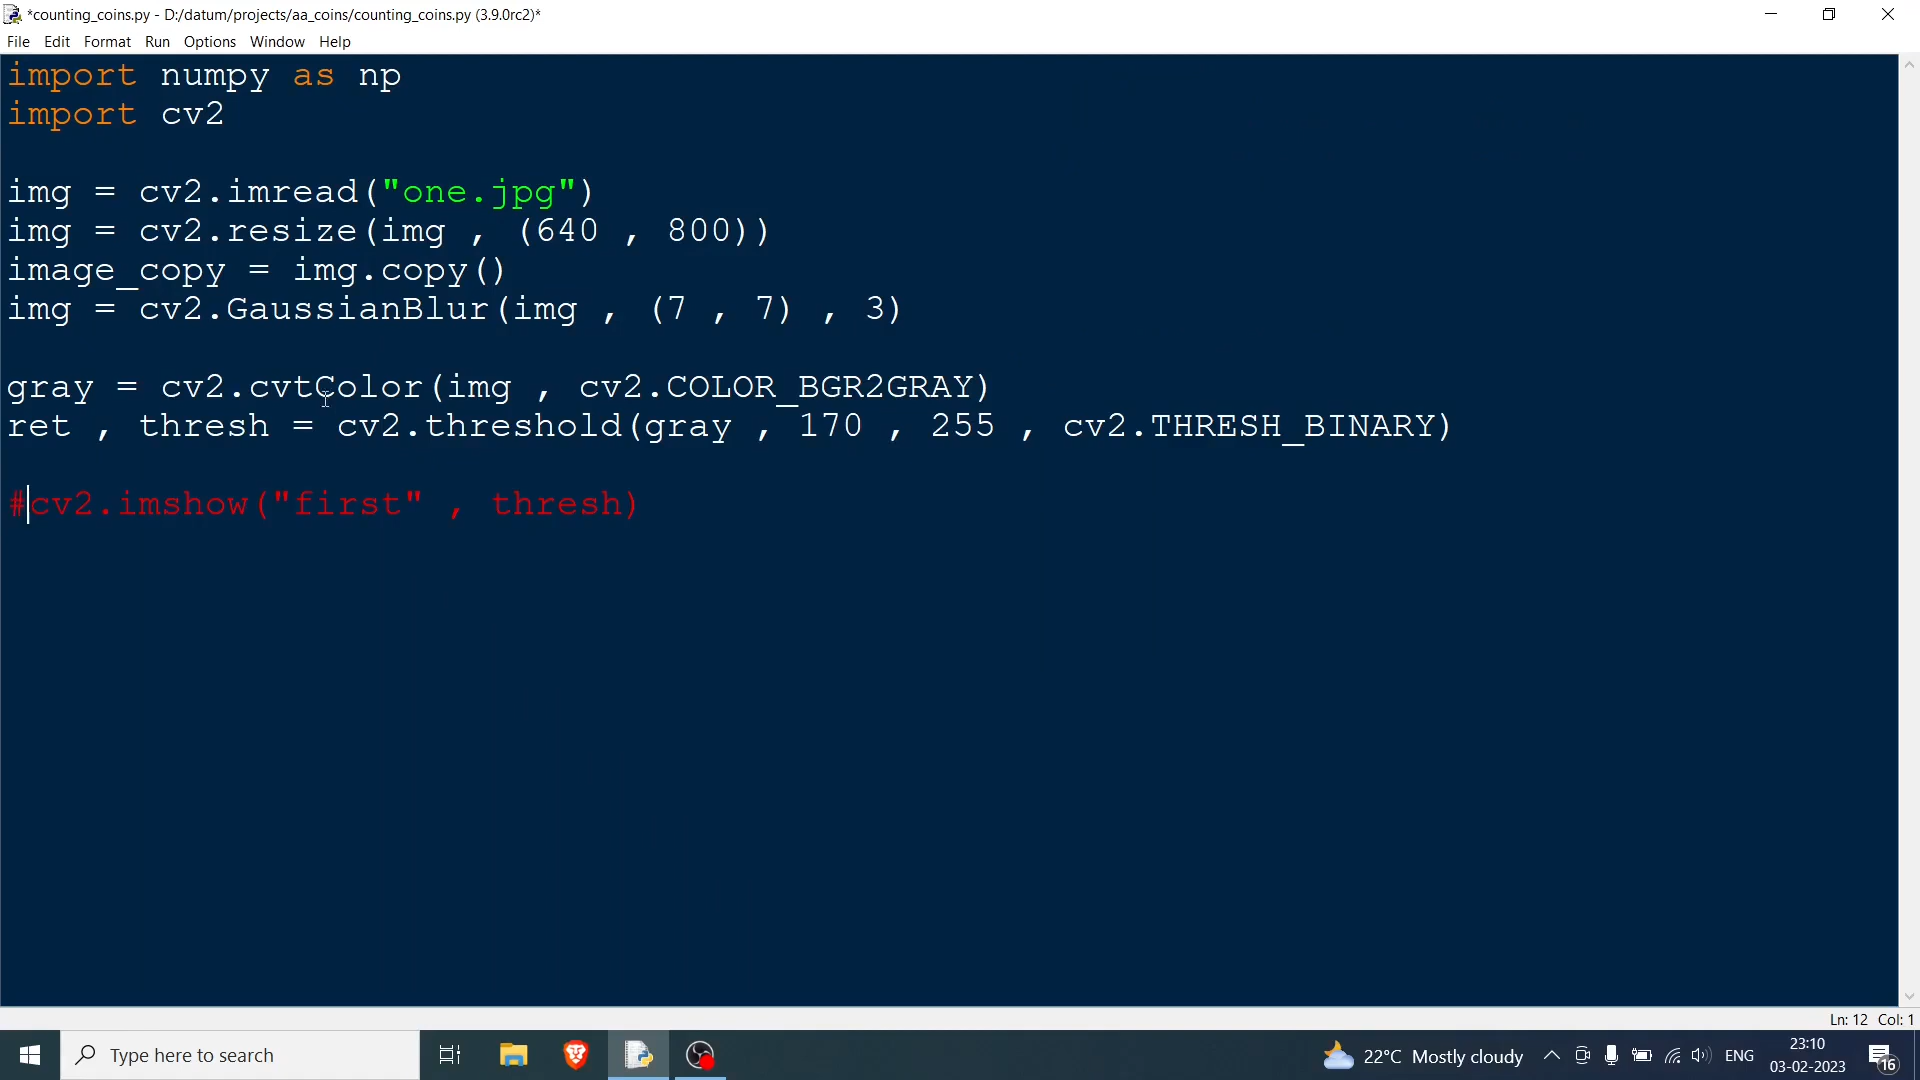 *counting_coins.py - D:/datum/projects/aa_coins/counting_coins.py (3.9.0rc2)*
File Edit Format Run Options Window Help
import numpy as np
import cv2
img = cv2.imread("one.jpg")
img = cv2.resize(img , (640 , 800))
image_copy = img.copy()
img = cv2.GaussianBlur(img , (7 , 7) , 3)
gray = cv2.cvtColor(img , cv2.COLOR_BGR2GRAY)
ret , thresh = cv2.threshold(gray , 170 , 255 , cv2.THRESH_BINARY)
#cv2.imshow("first" , thresh)
Ln: 12 Col: 1
Type here to search
22°C Mostly cloudy
ENG
23:10
03-02-2023
16